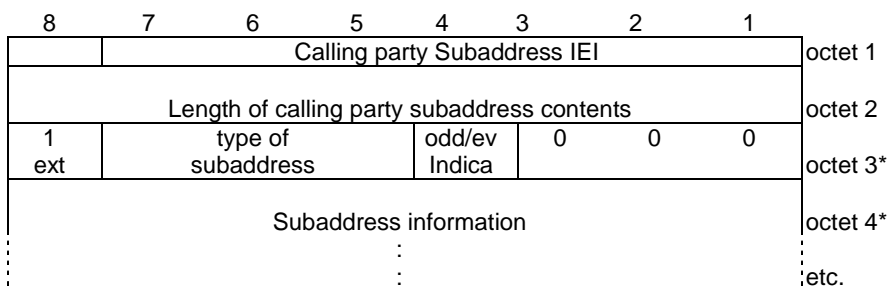 8 7 6 5 4 3 2 1
Calling party Subaddress IEI octet 1
Length of calling party subaddress contents octet 2
1 type of odd/ev 0 0 0
ext subaddress Indica octet 3*
Subaddress information octet 4*
:
: etc.